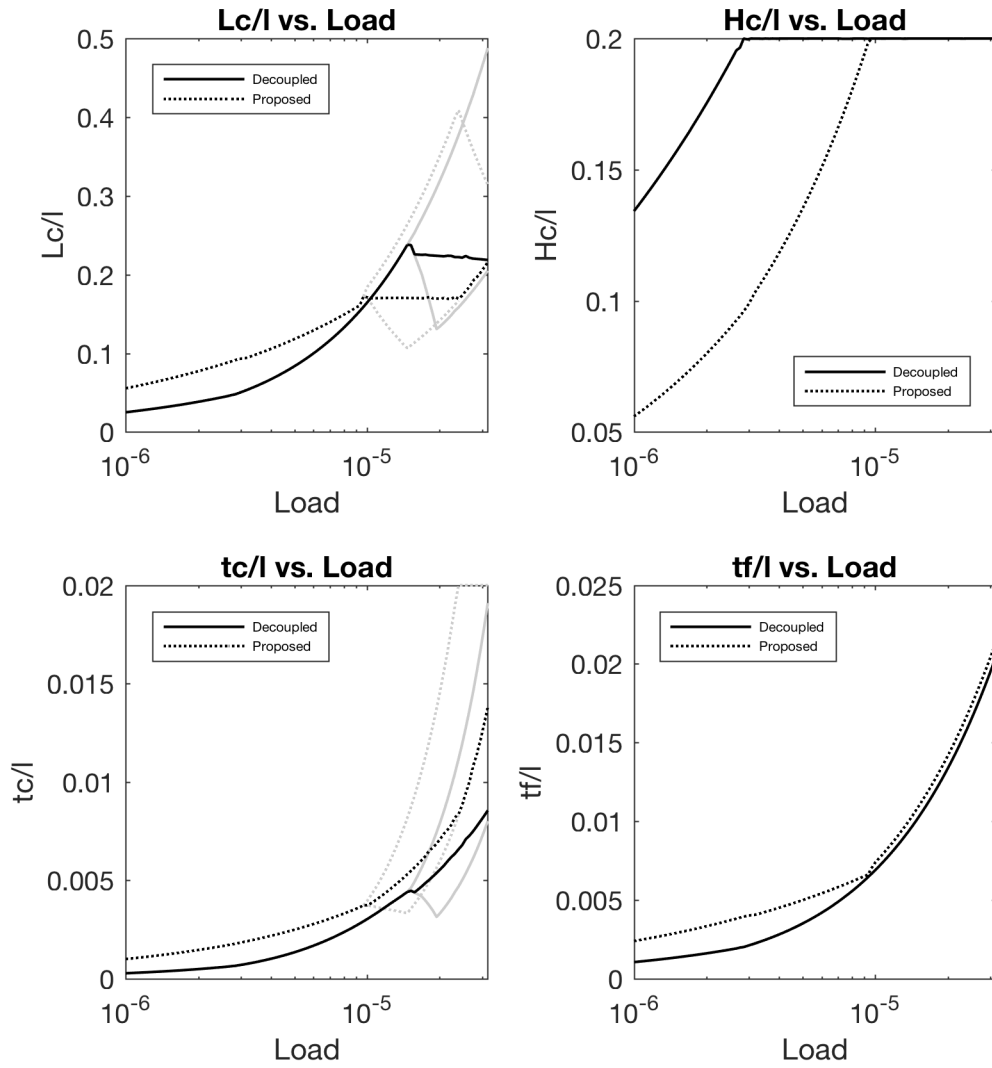 Lc/l vs. Load
0.5
0.4
0.3
0.2
0.1
0
Lc/l
Decoupled
Proposed
10-6
10-5
Load
Hc/l vs. Load
0.2
0.15
0.1
0.05
Hc/l
Decoupled
Proposed
10-6
10-5
Load
tc/l vs. Load
0.02
0.015
0.01
0.005
0
tc/l
Decoupled
Proposed
10-6
10-5
Load
tf/l vs. Load
0.025
0.02
0.015
0.01
0.005
0
tf/l
Decoupled
Proposed
10-6
10-5
Load